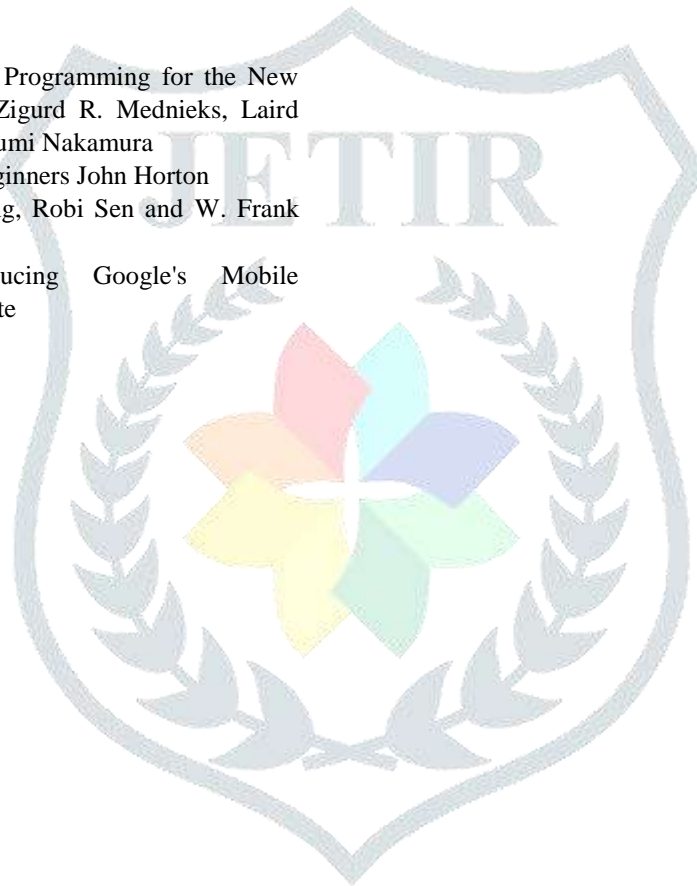 Programming for the New
Zigurd R. Mednieks, Laird
umi Nakamura
JETIR
ginners John Horton
g, Robi Sen and W. Frank
ucing Google's Mobile
te